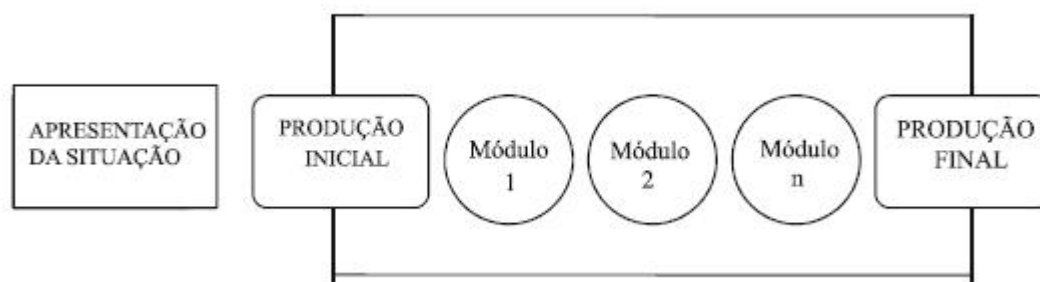 APRESENTAÇÃO
DA SITUAÇÃO
PRODUÇÃO
INICIAL
Módulo
1
Módulo
2
Módulo
n
PRODUÇÃO
FINAL